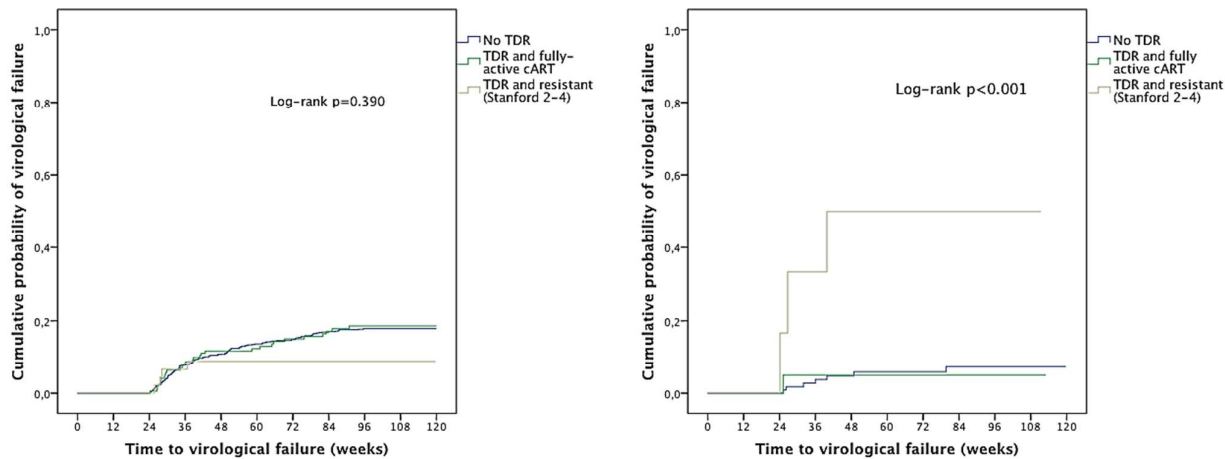 Cumulative probability of virological failure
1,0
0,8
0,6
0,4
0,2
0,0
0 12 24 36 48 60 72 84 96 108 120
Time to virological failure (weeks)
Log-rank p=0.390
No TDR
TDR and fully-
active cART
TDR and resistant
(Stanford 2-4)
Cumulative probability of virological failure
1,0
0,8
0,6
0,4
0,2
0,0
0 12 24 36 48 60 72 84 96 108 120
Time to virological failure (weeks)
Log-rank p<0.001
No TDR
TDR and fully
active cART
TDR and resistant
(Stanford 2-4)